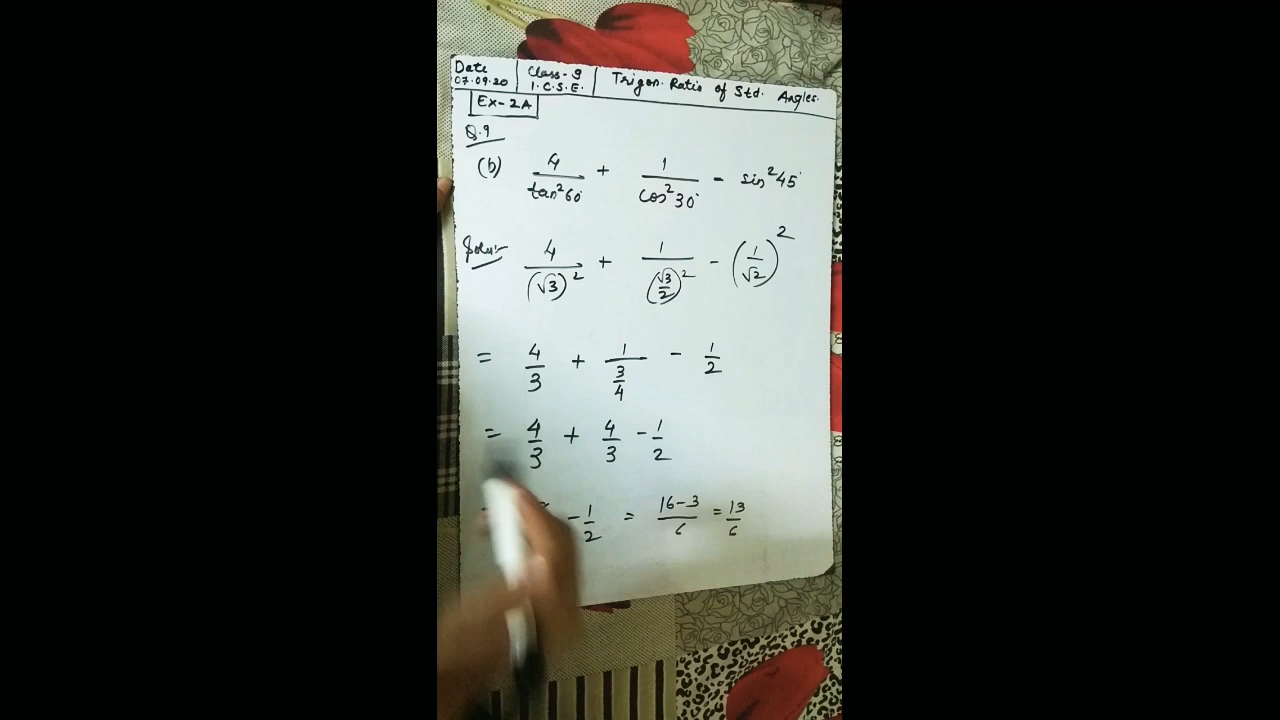 Date 07.09.20 | Class-9 I.C.S.E. | Trigon. Ratio of Std. Angles.
Ex-2A
Q.9
(b) 4/tan²60° + 1/cos²30° - sin²45°
Solu:- 4/(√3)² + 1/(√3/2)² - (1/√2)²
= 4/3 + 1/(3/4) - 1/2
= 4/3 + 4/3 - 1/2
- 1/2 = (16-3)/6 = 13/6